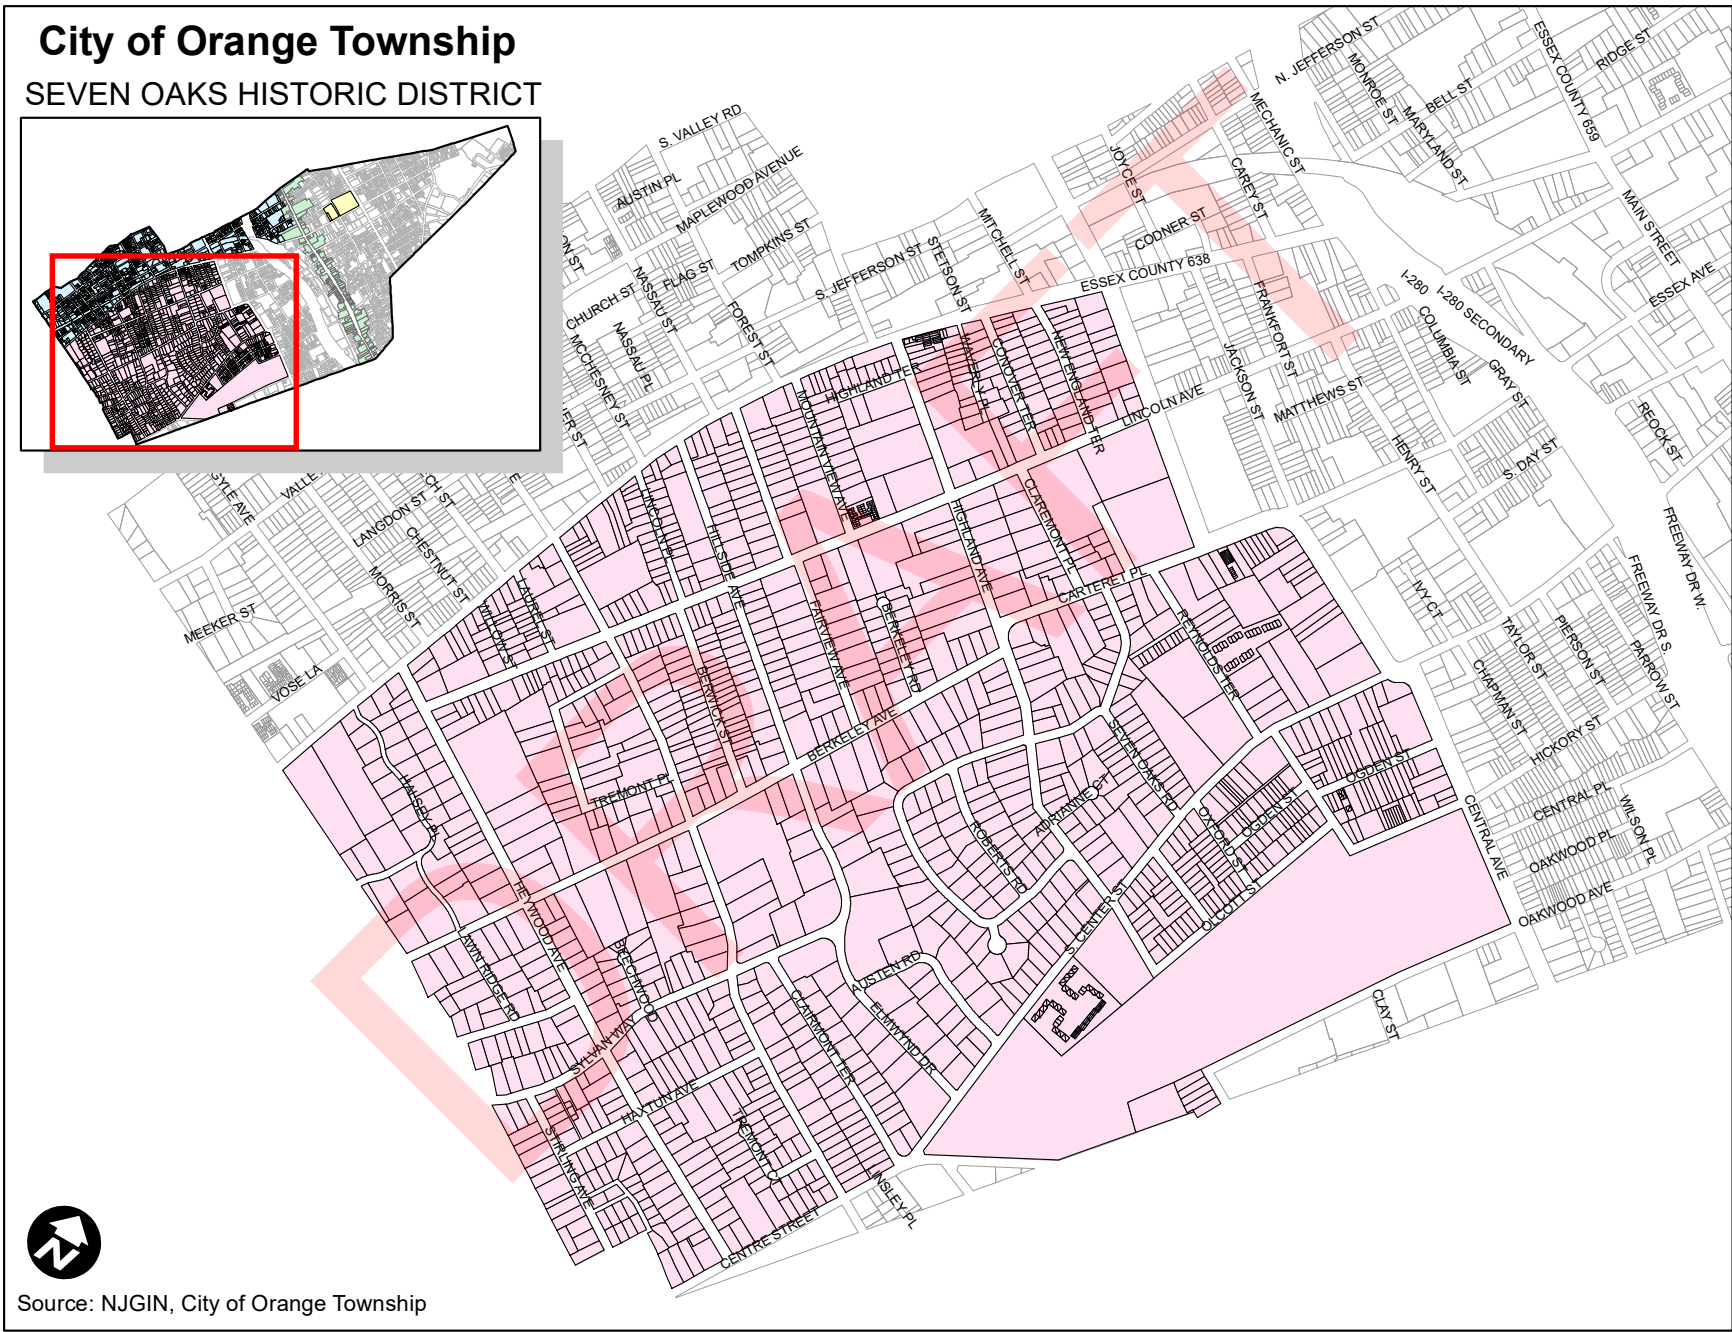 City of Orange Township
SEVEN OAKS HISTORIC DISTRICT
N. JEFFERSON ST
ESSEX COUNTY 659
RIDGE ST
MONROE ST
BELL ST
MARYLAND ST
MECHANIC ST
S. VALLEY RD
AUSTIN PL
MAPLEWOOD AVENUE
TOMPKINS ST
JOYCE ST
CAREY ST
CODNER ST
MITCHELL ST
STETSON ST
S. JEFFERSON ST
ESSEX COUNTY 638
MAIN STREET
ESSEX AVE
I-280
I-280 SECONDARY
NASSAU ST
FLAG ST
CHURCH ST
NASSAU PL
FOREST ST
MCCHESNEY ST
FRANKFORT ST
COLUMBIA ST
GRAY ST
JACKSON ST
MATTHEWS ST
HENRY ST
S. DAY ST
REOCK ST
FREEWAY DR W.
FREEWAY DR S.
HIGHLAND TER
WAVERLY PL
CONOVER TER
NEW ENGLAND TER
LINCOLN AVE
MOUNTAIN VIEW AVE
LINCOLN PL
HILLSIDE AVE
HIGHLAND AVE
CLAREMONT PL
CARTERET PL
LANGDON ST
CHESTNUT ST
MORRIS ST
MEEKER ST
VOSE LA
WILLOW ST
LAUREL ST
BERWICK ST
FAIRVIEW AVE
BERKELEY RD
BERKELEY AVE
REYNOLDS TER
IVY CT
TAYLOR ST
PIERSON ST
PARROW ST
CHAPMAN ST
HICKORY ST
TREMONT PL
HALSEY PL
SEVEN OAKS RD
ADRIANNE CT
ROBERTS RD
OXFORD ST
OGDEN ST
OGDEN ST
OLCOTT ST
S. CENTER ST
CENTRAL AVE
CENTRAL PL
WILSON PL
OAKWOOD PL
OAKWOOD AVE
HEYWOOD AVE
LAWN RIDGE RD
BEECHWOOD
SYLVAN WAY
AUSTEN RD
ELMWYND DR
CLAIRMONT TER
HAXTUN AVE
TREMONT
STIRLING AVE
CENTRE STREET
LINSLEY PL
CLAY ST
DRAFT
N
Source: NJGIN, City of Orange Township